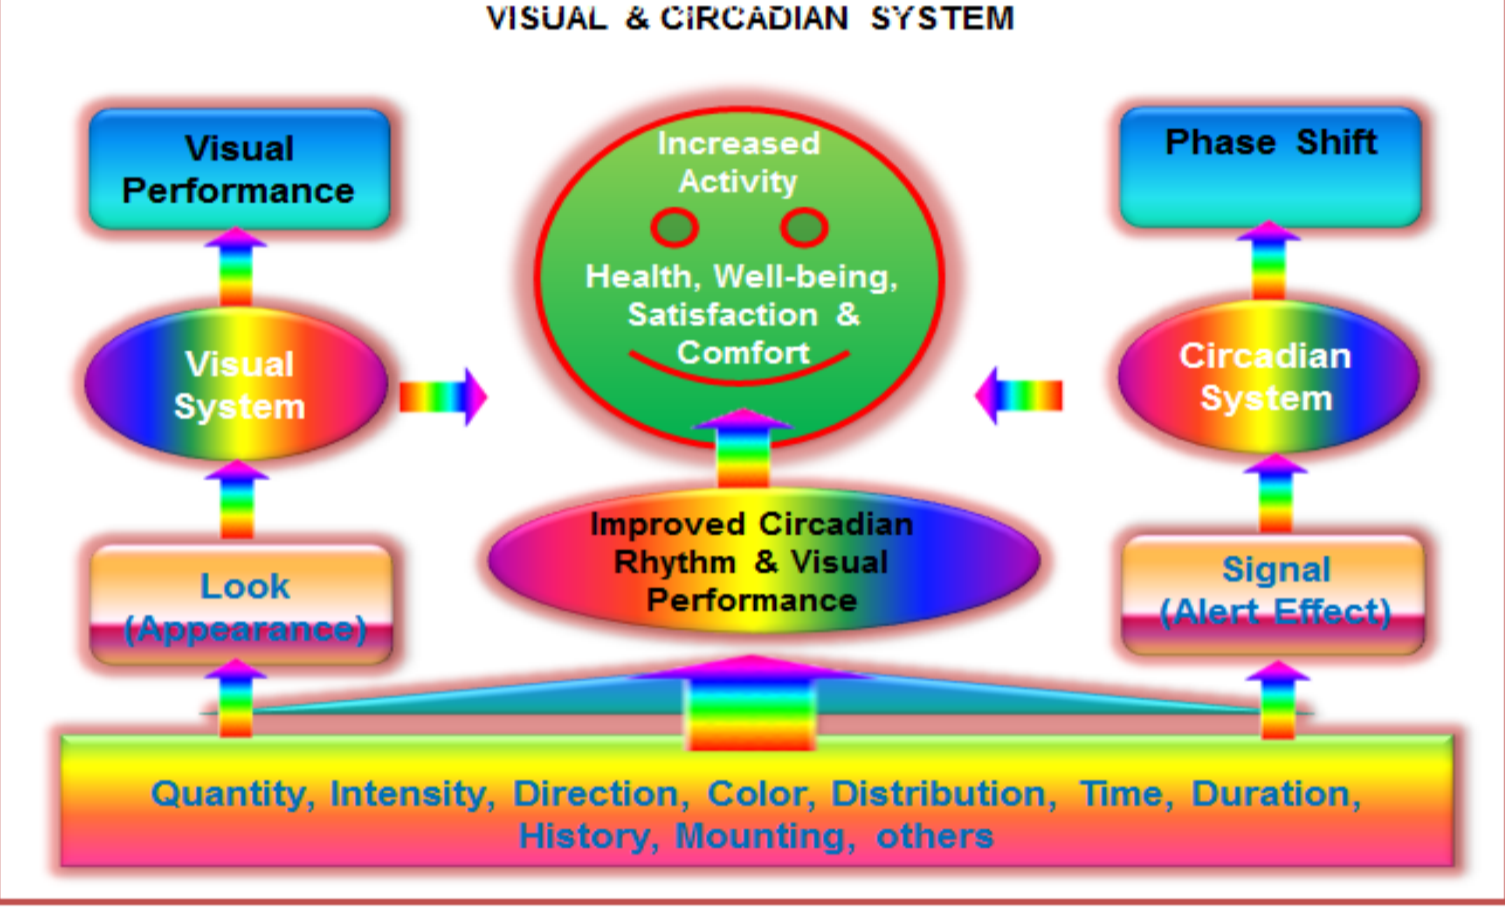 VISUAL & CIRCADIAN SYSTEM
Visual
Performance
Increased
Activity
Health, Well-being,
Satisfaction &
Comfort
Phase Shift
Visual
System
Circadian
System
Look
(Appearance)
Improved Circadian
Rhythm & Visual
Performance
Signal
(Alert Effect)
Quantity, Intensity, Direction, Color, Distribution, Time, Duration,
History, Mounting, others